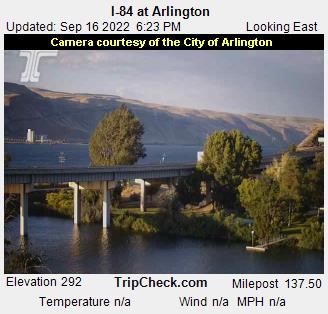 I-84 at Arlington
Updated: Sep 16 2022 6:23 PM Looking East
Camera courtesy of the City of Arlington
Elevation 292 TripCheck.com Milepost 137.50
Temperature n/a Wind n/a MPH n/a